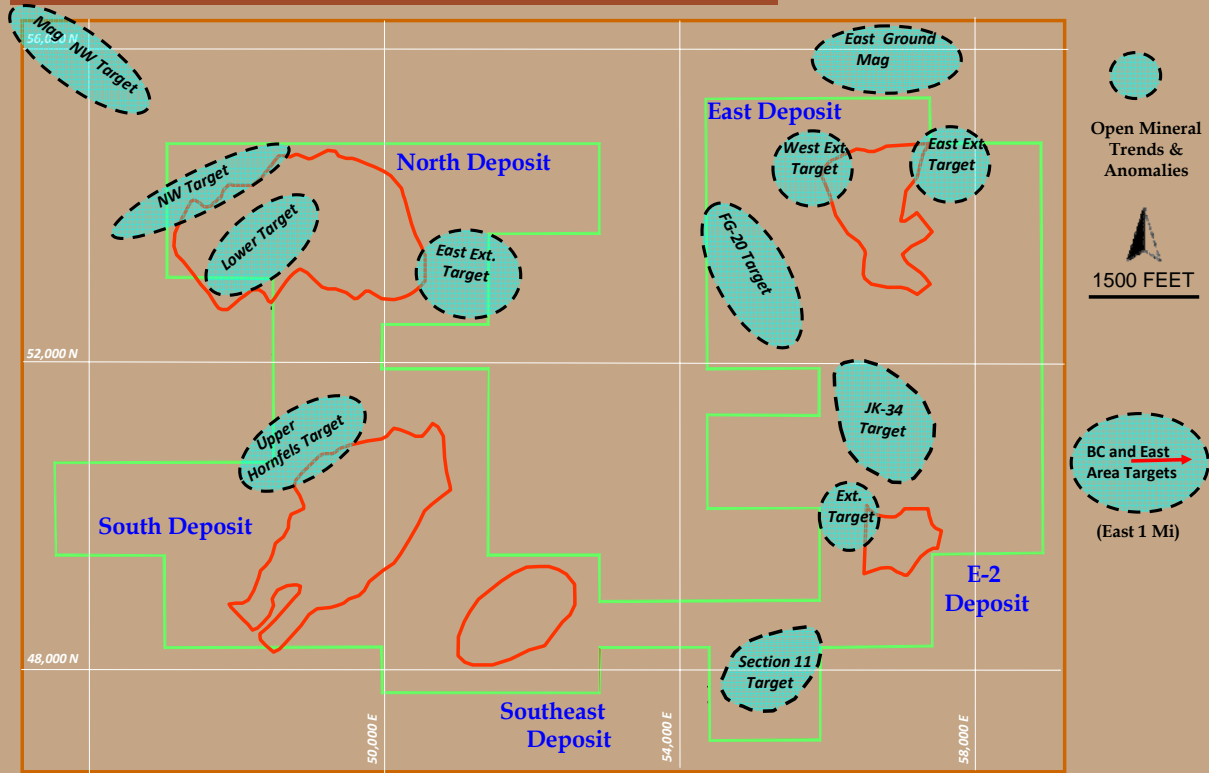 Mag NW Target
56,000 N
East Ground
Mag
East Deposit
North Deposit
West Ext.
Target
East Ext.
Target
NW Target
Lower Target
East Ext.
Target
FG-20 Target
Open Mineral
Trends &
Anomalies
1500 FEET
52,000 N
Upper
Hornfels Target
JK-34
Target
BC and East
Area Targets
(East 1 Mi)
Ext.
Target
South Deposit
E-2
Deposit
48,000 N
Section 11
Target
Southeast
Deposit
50,000 E
54,000 E
58,000 E